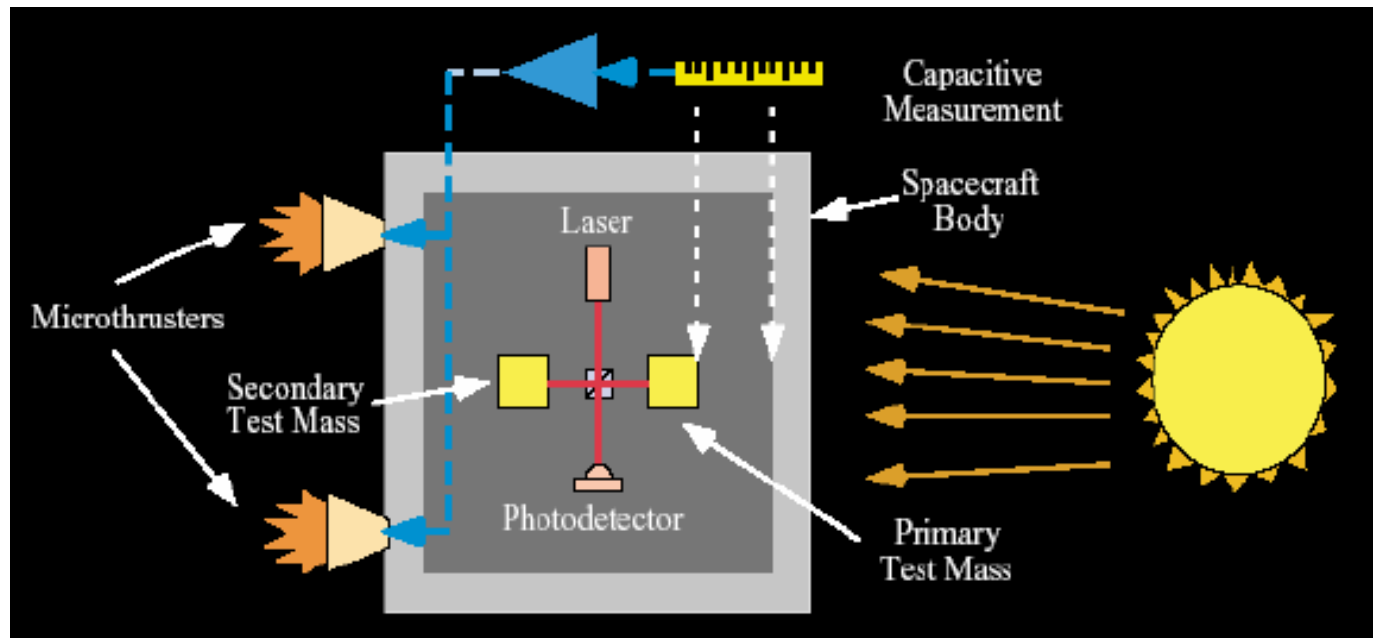 Capacitive
Measurement
Spacecraft
Body
Laser
Microthrusters
Secondary
Test Mass
Photodetector
Primary
Test Mass